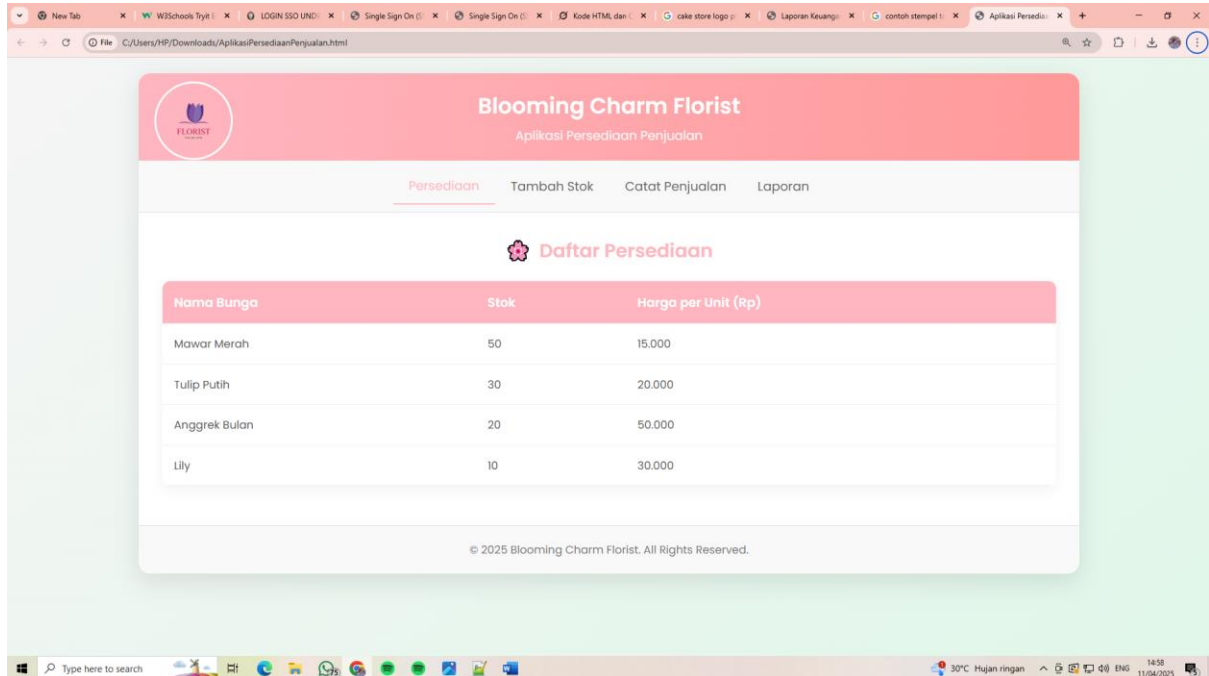 New Tab
W3Schools Tryit E
LOGIN SSO UNDI
Single Sign On (S
Single Sign On (S
Kode HTML dan C
cake store logo p
Laporan Keuanga
contoh stempel t
Aplikasi Persedia
File C:/Users/HP/Downloads/AplikasiPersediaanPenjualan.html
FLORIST
Blooming Charm Florist
Aplikasi Persediaan Penjualan
Persediaan Tambah Stok Catat Penjualan Laporan
Daftar Persediaan
Nama Bunga Stok Harga per Unit (Rp)
Mawar Merah 50 15.000
Tulip Putih 30 20.000
Anggrek Bulan 20 50.000
Lily 10 30.000
© 2025 Blooming Charm Florist. All Rights Reserved.
Type here to search
30°C Hujan ringan
ENG
14:58
11/04/2025